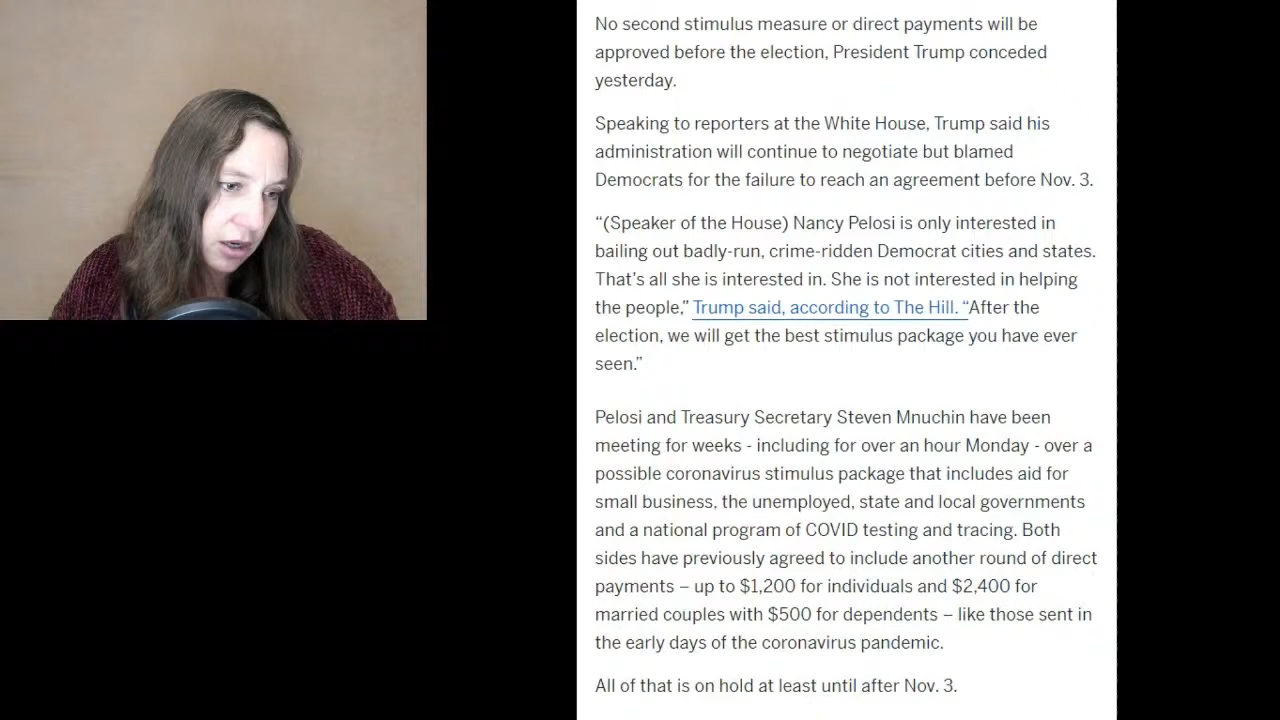 No second stimulus measure or direct payments will be
approved before the election, President Trump conceded
yesterday.
Speaking to reporters at the White House, Trump said his
administration will continue to negotiate but blamed
Democrats for the failure to reach an agreement before Nov. 3.
“(Speaker of the House) Nancy Pelosi is only interested in
bailing out badly-run, crime-ridden Democrat cities and states.
That’s all she is interested in. She is not interested in helping
the people,” Trump said, according to The Hill. “After the
election, we will get the best stimulus package you have ever
seen.”
Pelosi and Treasury Secretary Steven Mnuchin have been
meeting for weeks - including for over an hour Monday - over a
possible coronavirus stimulus package that includes aid for
small business, the unemployed, state and local governments
and a national program of COVID testing and tracing. Both
sides have previously agreed to include another round of direct
payments – up to $1,200 for individuals and $2,400 for
married couples with $500 for dependents – like those sent in
the early days of the coronavirus pandemic.
All of that is on hold at least until after Nov. 3.